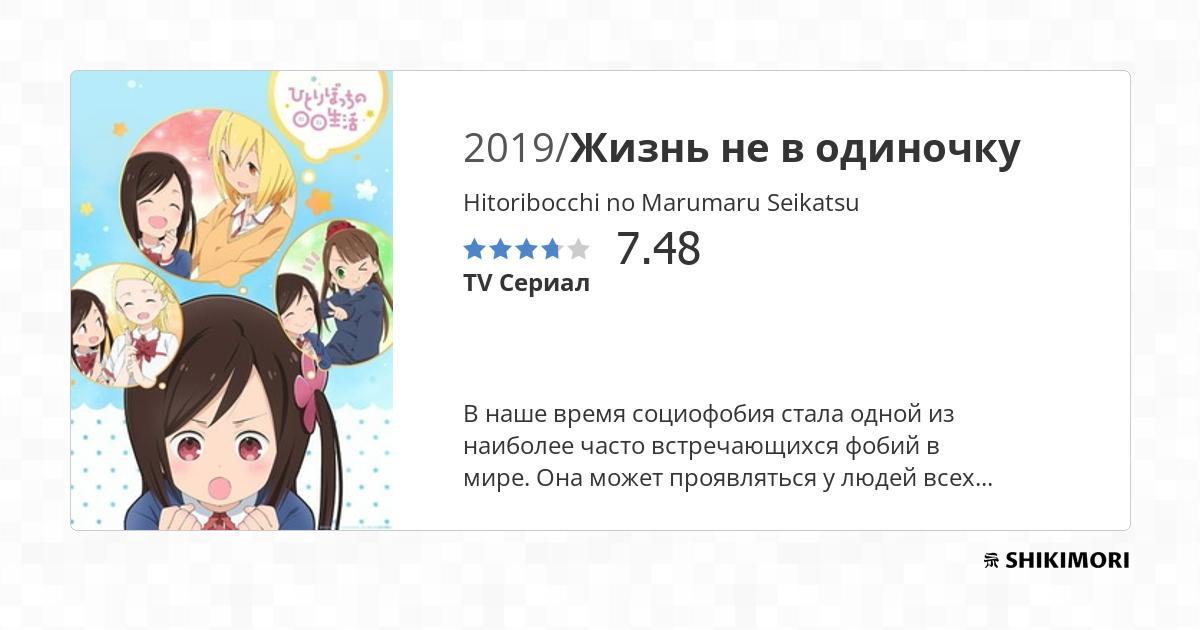 ひとりぼっちの
○○生活
2019/Жизнь не в одиночку
Hitoribocchi no Marumaru Seikatsu
7.48
TV Сериал
В наше время социофобия стала одной из
наиболее часто встречающихся фобий в
мире. Она может проявляться у людей всех...
SHIKIMORI